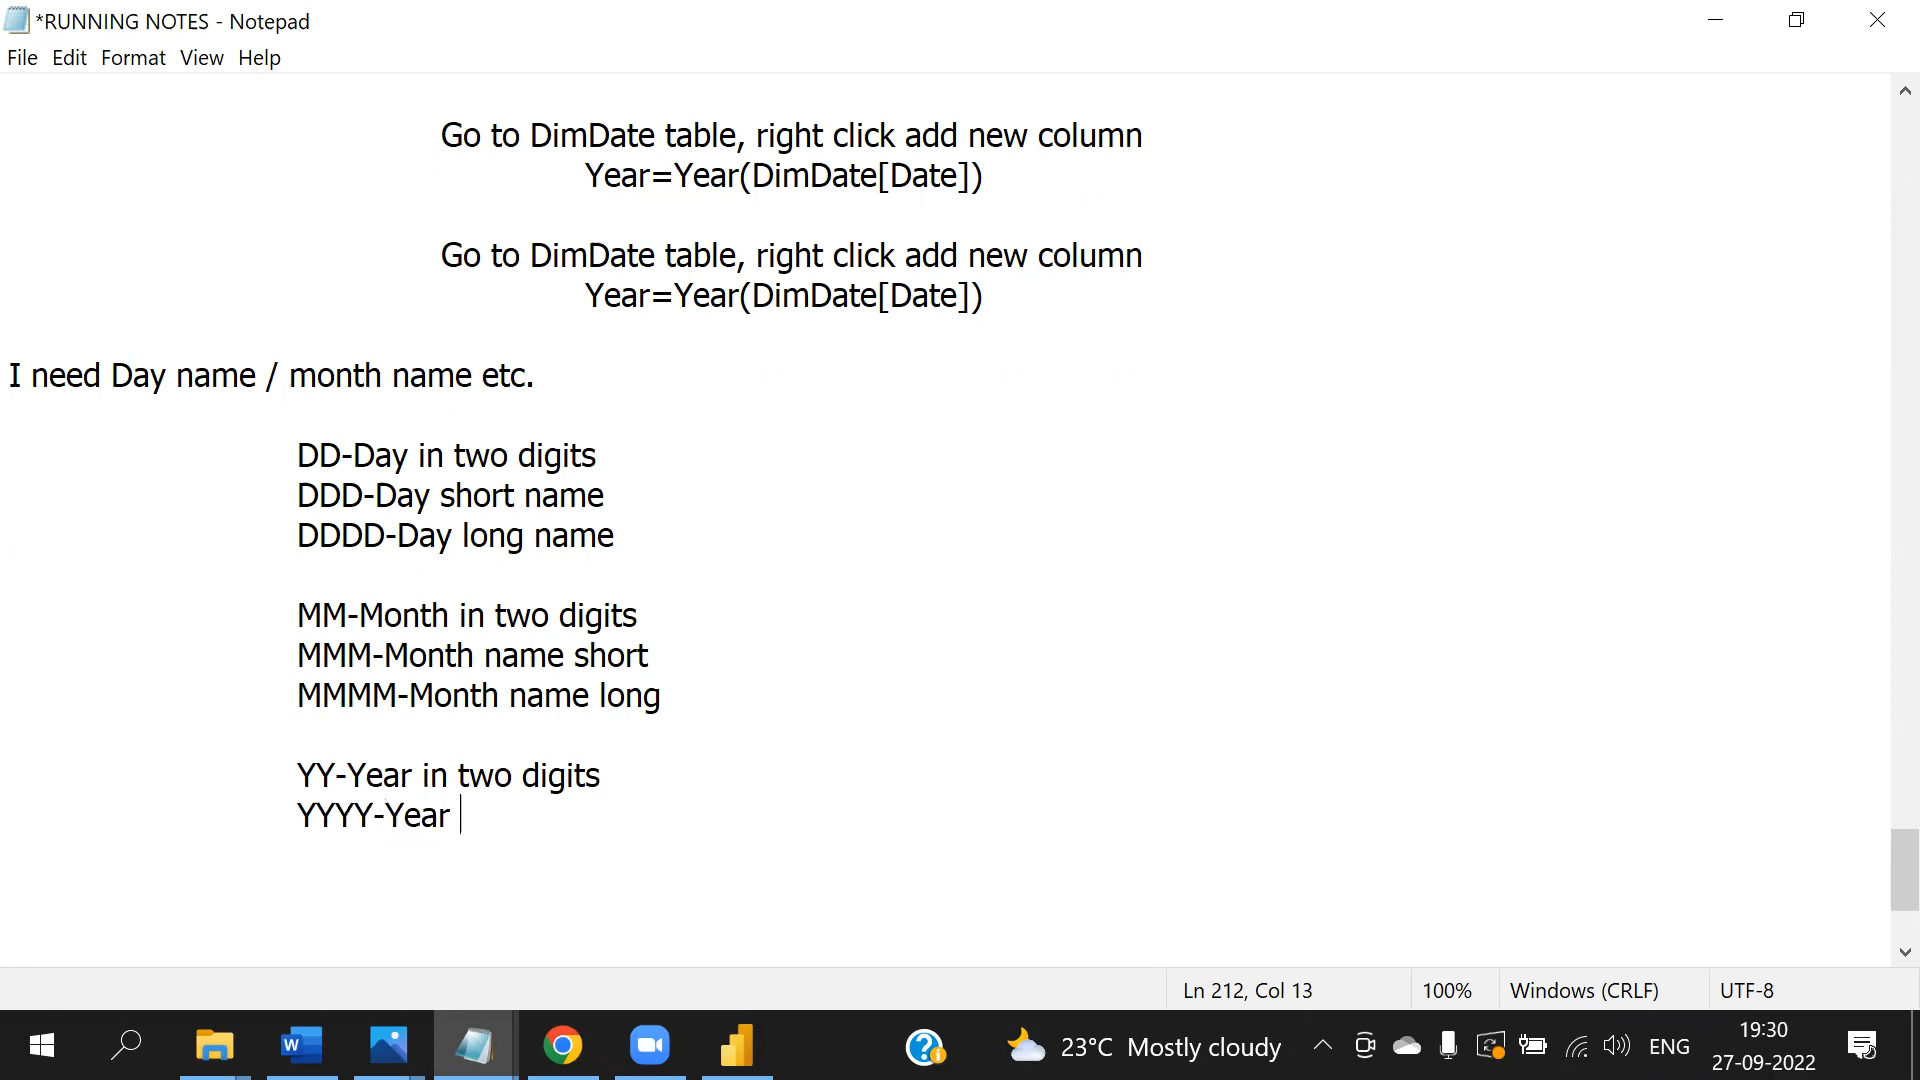 *RUNNING NOTES - Notepad
File Edit Format View Help
Go to DimDate table, right click add new column
Year=Year(DimDate[Date])
Go to DimDate table, right click add new column
Year=Year(DimDate[Date])
I need Day name / month name etc.
DD-Day in two digits
DDD-Day short name
DDDD-Day long name
MM-Month in two digits
MMM-Month name short
MMMM-Month name long
YY-Year in two digits
YYYY-Year
Ln 212, Col 13 100% Windows (CRLF) UTF-8
W
23°C Mostly cloudy
ENG
19:30
27-09-2022